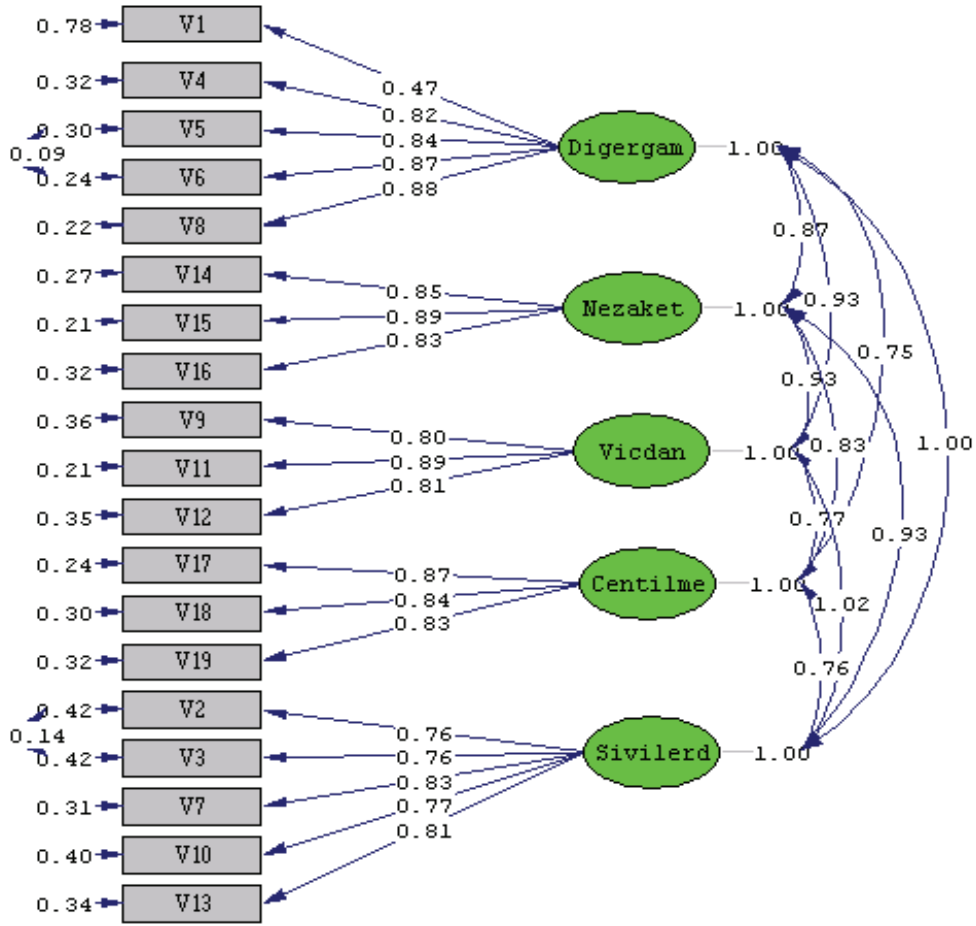 0.78 V1
0.47
0.32 V4
0.82
0.30 V5
0.84
Digergam 1.00
0.09
0.87
0.24 V6
0.88
0.22 V8
0.87
0.27 V14
0.85
0.93
Nezaket 1.00
0.21 V15
0.89
0.83
0.75
0.32 V16
0.93
0.36 V9
0.80
0.83
1.00
Vicdan 1.00
0.21 V11
0.89
0.81
0.35 V12
0.77
0.93
0.24 V17
0.87
Centilme 1.00
0.84
1.02
0.30 V18
0.83
0.32 V19
0.76
0.42 V2
0.76
0.14
0.76
Sivilerd 1.00
0.42 V3
0.83
0.77
0.31 V7
0.81
0.40 V10
0.34 V13